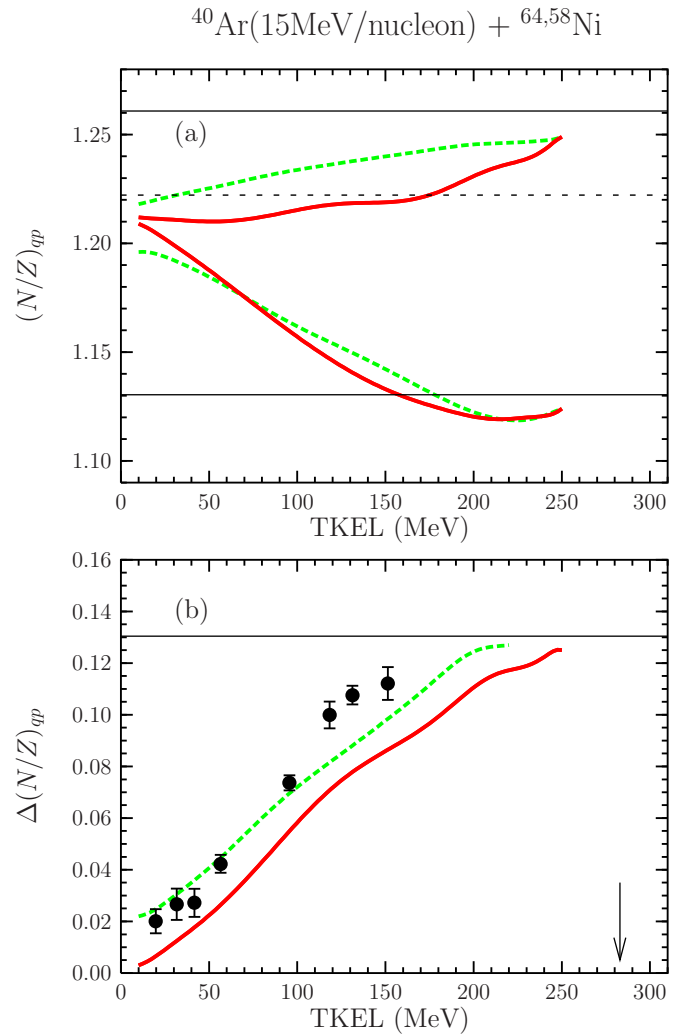 ⁴⁰Ar(15MeV/nucleon) + ⁶⁴,⁵⁸Ni
(a)
1.25
1.20
1.15
1.10
(N/Z)qp
0 50 100 150 200 250 300
TKEL (MeV)
(b)
0.16
0.14
0.12
0.10
0.08
0.06
0.04
0.02
0.00
Δ(N/Z)qp
0 50 100 150 200 250 300
TKEL (MeV)